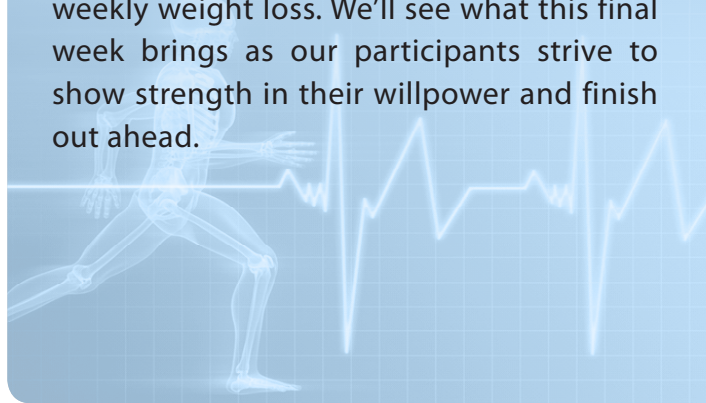 weekly weight loss. We’ll see what this final
week brings as our participants strive to
show strength in their willpower and finish
out ahead.